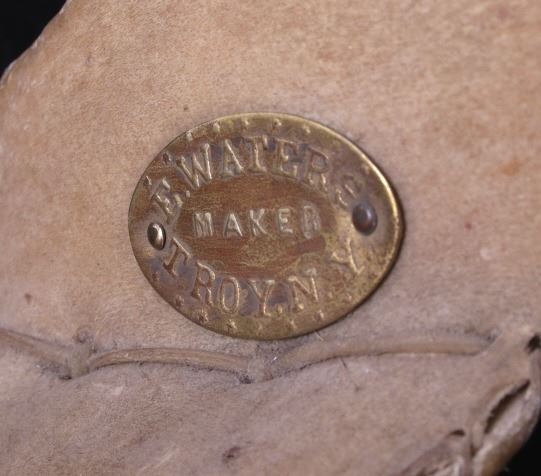 E. WATERS
MAKER
TROY, N.Y.